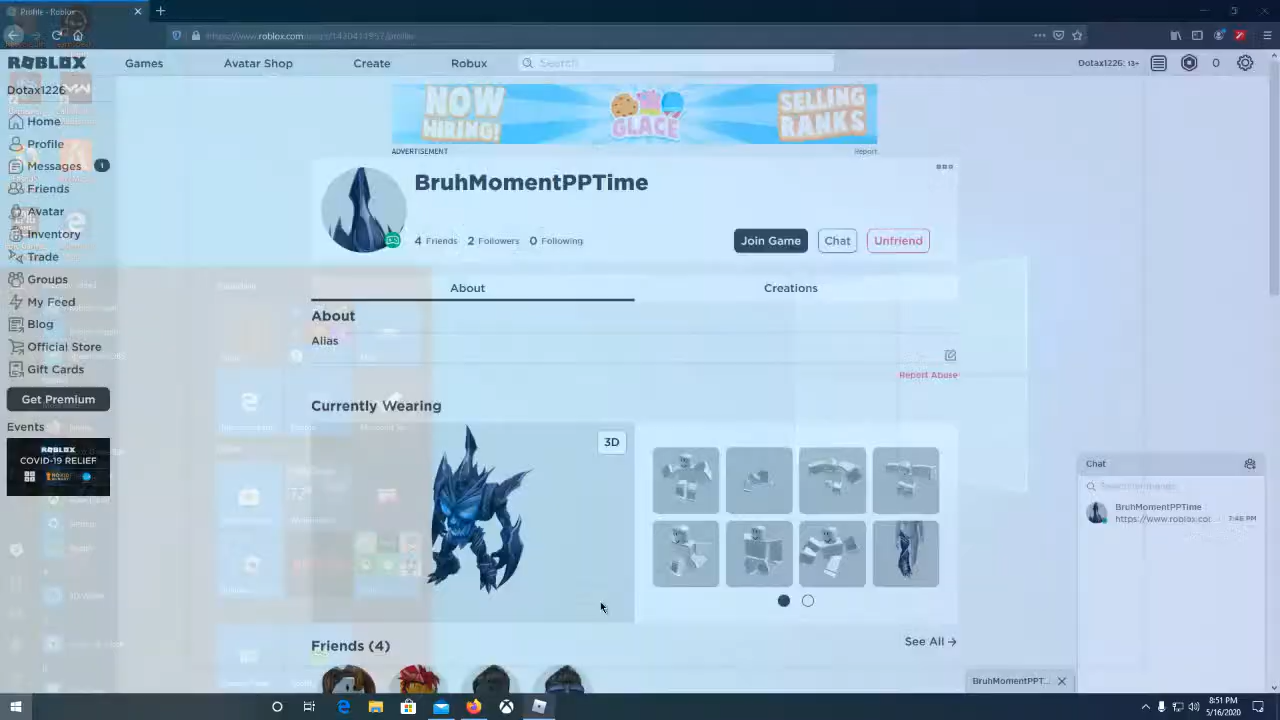 Profile - Roblox
ROBLOX
Games
Avatar Shop
Create
Robux
Search
Dotax1226: 13+
0
Dotax1226
Home
Profile
Messages
1
Friends
Avatar
Inventory
Trade
Groups
My Feed
Blog
Official Store
Gift Cards
Get Premium
Events
ROBLOX
COVID-19 RELIEF
NOW HIRING!
GLACE
SELLING RANKS
ADVERTISEMENT
Report
BruhMomentPPTime
4 Friends 2 Followers 0 Following
Join Game
Chat
Unfriend
About
Creations
About
Alias
Report Abuse
Currently Wearing
3D
Friends (4)
See All →
Chat
BruhMomentPPTime
https://www.roblox.co
7:46 PM
BruhMomentPPT...
8:51 PM
5/16/2020